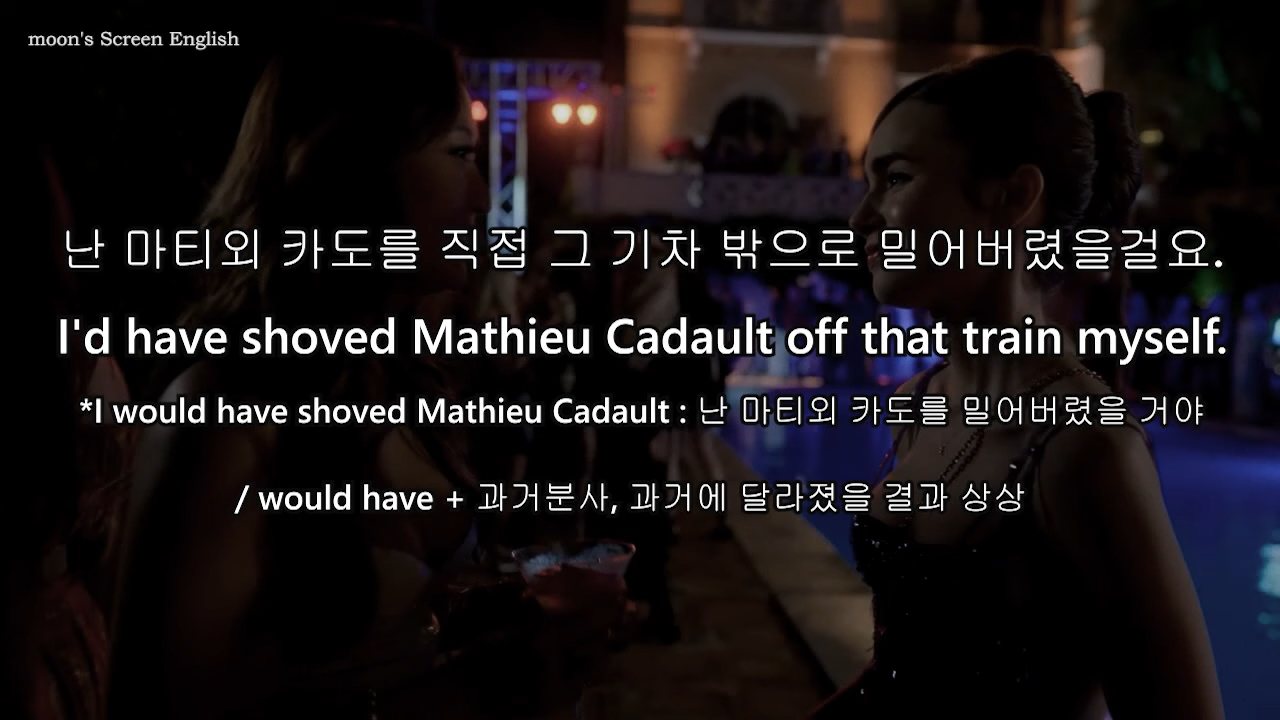 moon's Screen English
난 마티외 카도를 직접 그 기차 밖으로 밀어버렸을걸요.
I'd have shoved Mathieu Cadault off that train myself.
*I would have shoved Mathieu Cadault : 난 마티외 카도를 밀어버렸을 거야
/ would have + 과거분사, 과거에 달라졌을 결과 상상